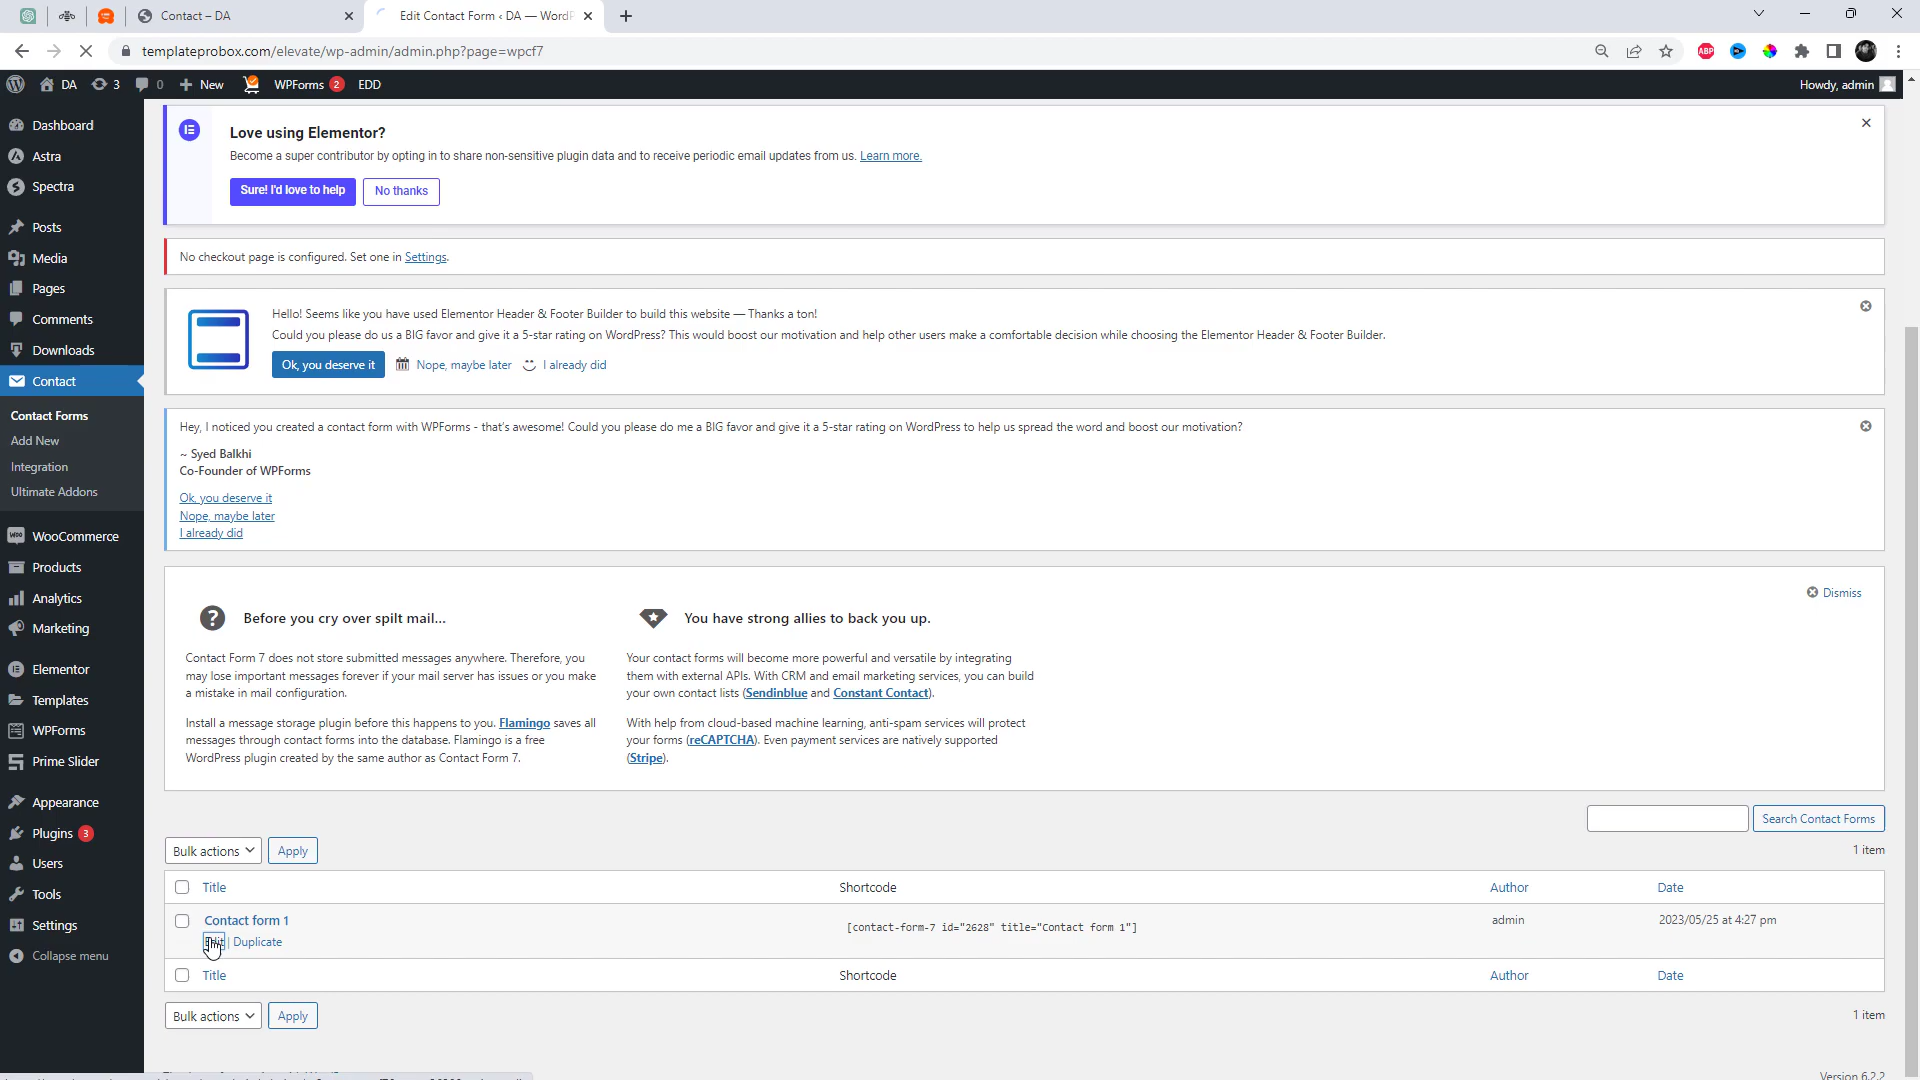 Contact – DA
Edit Contact Form ‹ DA — WordP
templateprobox.com/elevate/wp-admin/admin.php?page=wpcf7
ABP
DA
3
0
New
WPForms 2
EDD
Howdy, admin
Dashboard
Astra
Spectra
Posts
Media
Pages
Comments
Downloads
Contact
Contact Forms
Add New
Integration
Ultimate Addons
WooCommerce
Products
Analytics
Marketing
Elementor
Templates
WPForms
Prime Slider
Appearance
Plugins 3
Users
Tools
Settings
Collapse menu
Love using Elementor?
Become a super contributor by opting in to share non-sensitive plugin data and to receive periodic email updates from us. Learn more.
Sure! I'd love to help
No thanks
No checkout page is configured. Set one in Settings.
Hello! Seems like you have used Elementor Header & Footer Builder to build this website — Thanks a ton!
Could you please do us a BIG favor and give it a 5-star rating on WordPress? This would boost our motivation and help other users make a comfortable decision while choosing the Elementor Header & Footer Builder.
Ok, you deserve it
Nope, maybe later
I already did
Hey, I noticed you created a contact form with WPForms - that's awesome! Could you please do me a BIG favor and give it a 5-star rating on WordPress to help us spread the word and boost our motivation?
~ Syed Balkhi
Co-Founder of WPForms
Ok, you deserve it
Nope, maybe later
I already did
Dismiss
Before you cry over spilt mail…
Contact Form 7 does not store submitted messages anywhere. Therefore, you
may lose important messages forever if your mail server has issues or you make
a mistake in mail configuration.
Install a message storage plugin before this happens to you. Flamingo saves all
messages through contact forms into the database. Flamingo is a free
WordPress plugin created by the same author as Contact Form 7.
You have strong allies to back you up.
Your contact forms will become more powerful and versatile by integrating
them with external APIs. With CRM and email marketing services, you can build
your own contact lists (Sendinblue and Constant Contact).
With help from cloud-based machine learning, anti-spam services will protect
your forms (reCAPTCHA). Even payment services are natively supported
(Stripe).
Search Contact Forms
Bulk actions
Apply
1 item
Title
Shortcode
Author
Date
Contact form 1
[contact-form-7 id="2628" title="Contact form 1"]
admin
2023/05/25 at 4:27 pm
Edit | Duplicate
Title
Shortcode
Author
Date
Bulk actions
Apply
1 item
Version 6.2.2